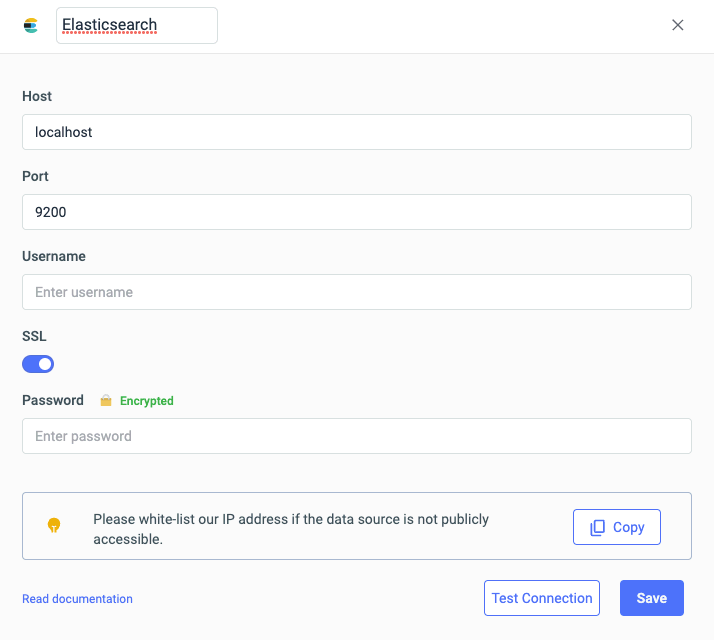 Elasticsearch
Host
localhost
Port
9200
Username
Enter username
SSL
Password Encrypted
Enter password
Please white-list our IP address if the data source is not publicly
accessible.
Copy
Read documentation
Test Connection
Save